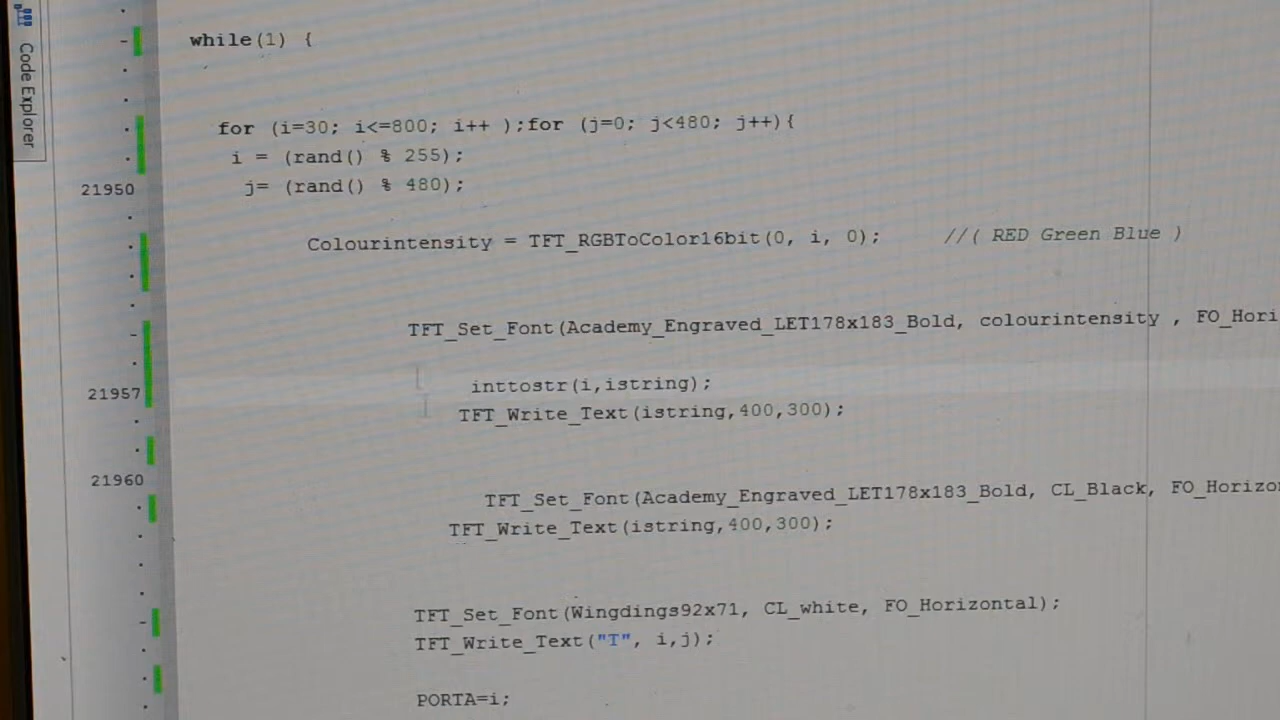 Code Explorer
while(1) {
for (i=30; i<=800; i++ );for (j=0; j<480; j++){
i = (rand() % 255);
21950 j= (rand() % 480);
Colourintensity = TFT_RGBToColor16bit(0, i, 0); //( RED Green Blue )
TFT_Set_Font(Academy_Engraved_LET178x183_Bold, colourintensity , FO_Hori
21957 inttostr(i,istring);
TFT_Write_Text(istring,400,300);
21960
TFT_Set_Font(Academy_Engraved_LET178x183_Bold, CL_Black, FO_Horizo
TFT_Write_Text(istring,400,300);
TFT_Set_Font(Wingdings92x71, CL_white, FO_Horizontal);
TFT_Write_Text("T", i,j);
PORTA=i;